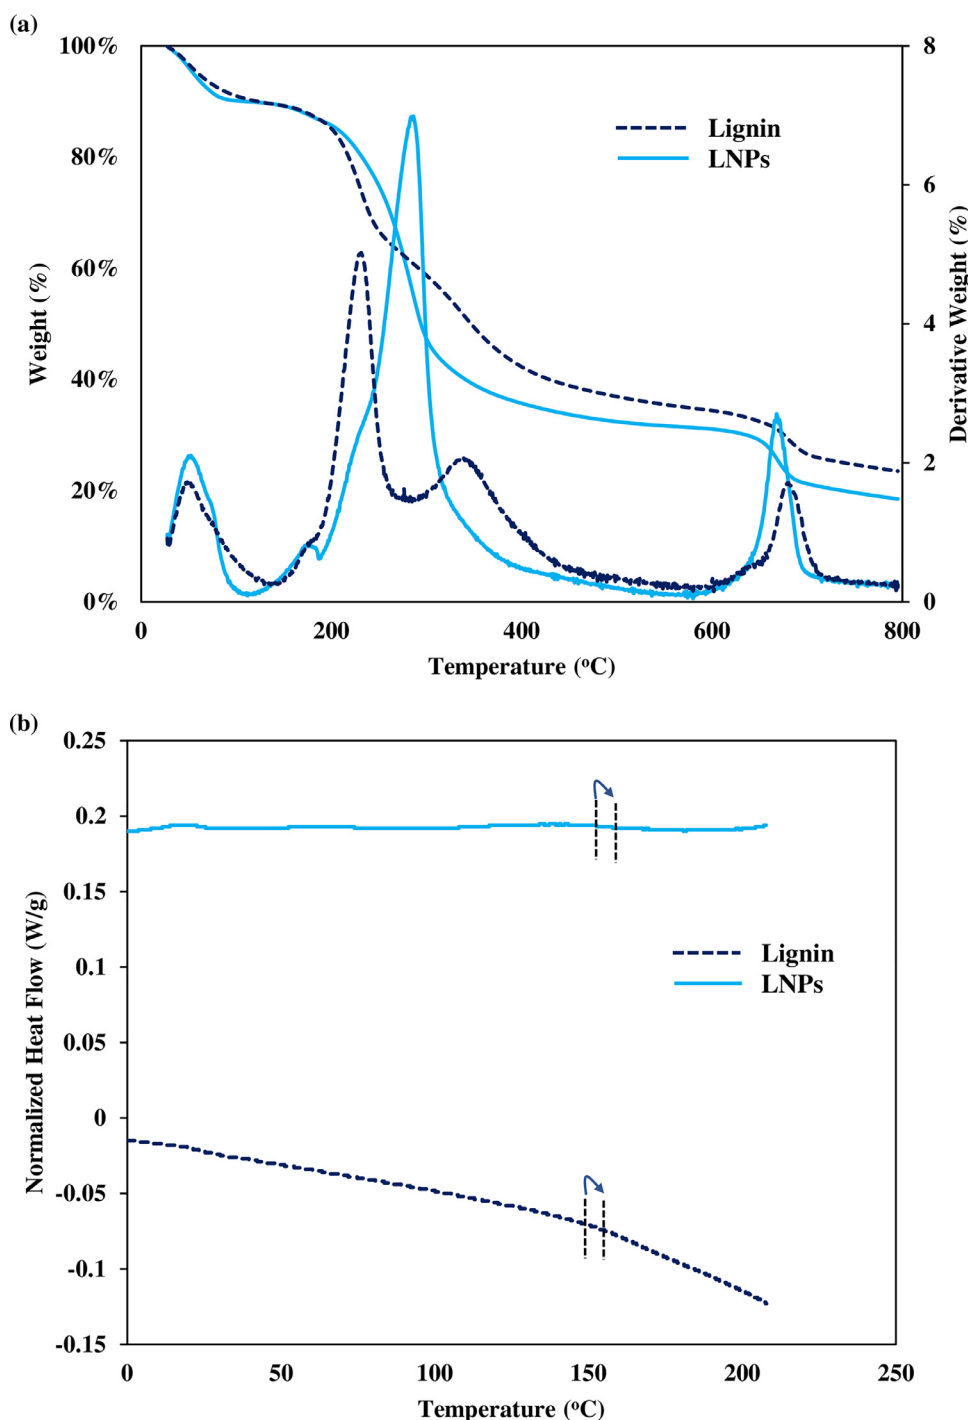 (a)
100%
80%
60%
40%
20%
0%
Weight (%)
8
6
4
2
0
Derivative Weight (%)
Lignin
LNPs
0
200
400
600
800
Temperature (ºC)
(b)
0.25
0.2
0.15
0.1
0.05
0
-0.05
-0.1
-0.15
Normalized Heat Flow (W/g)
Lignin
LNPs
0
50
100
150
200
250
Temperature (ºC)